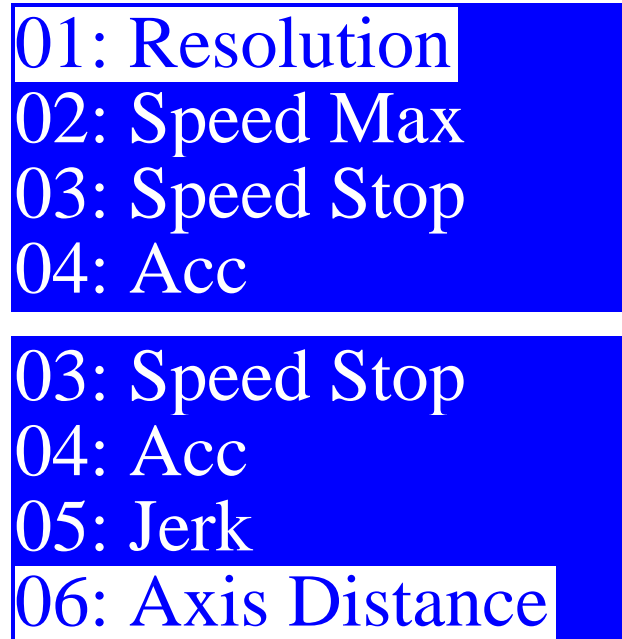 01: Resolution
02: Speed Max
03: Speed Stop
04: Acc
03: Speed Stop
04: Acc
05: Jerk
06: Axis Distance